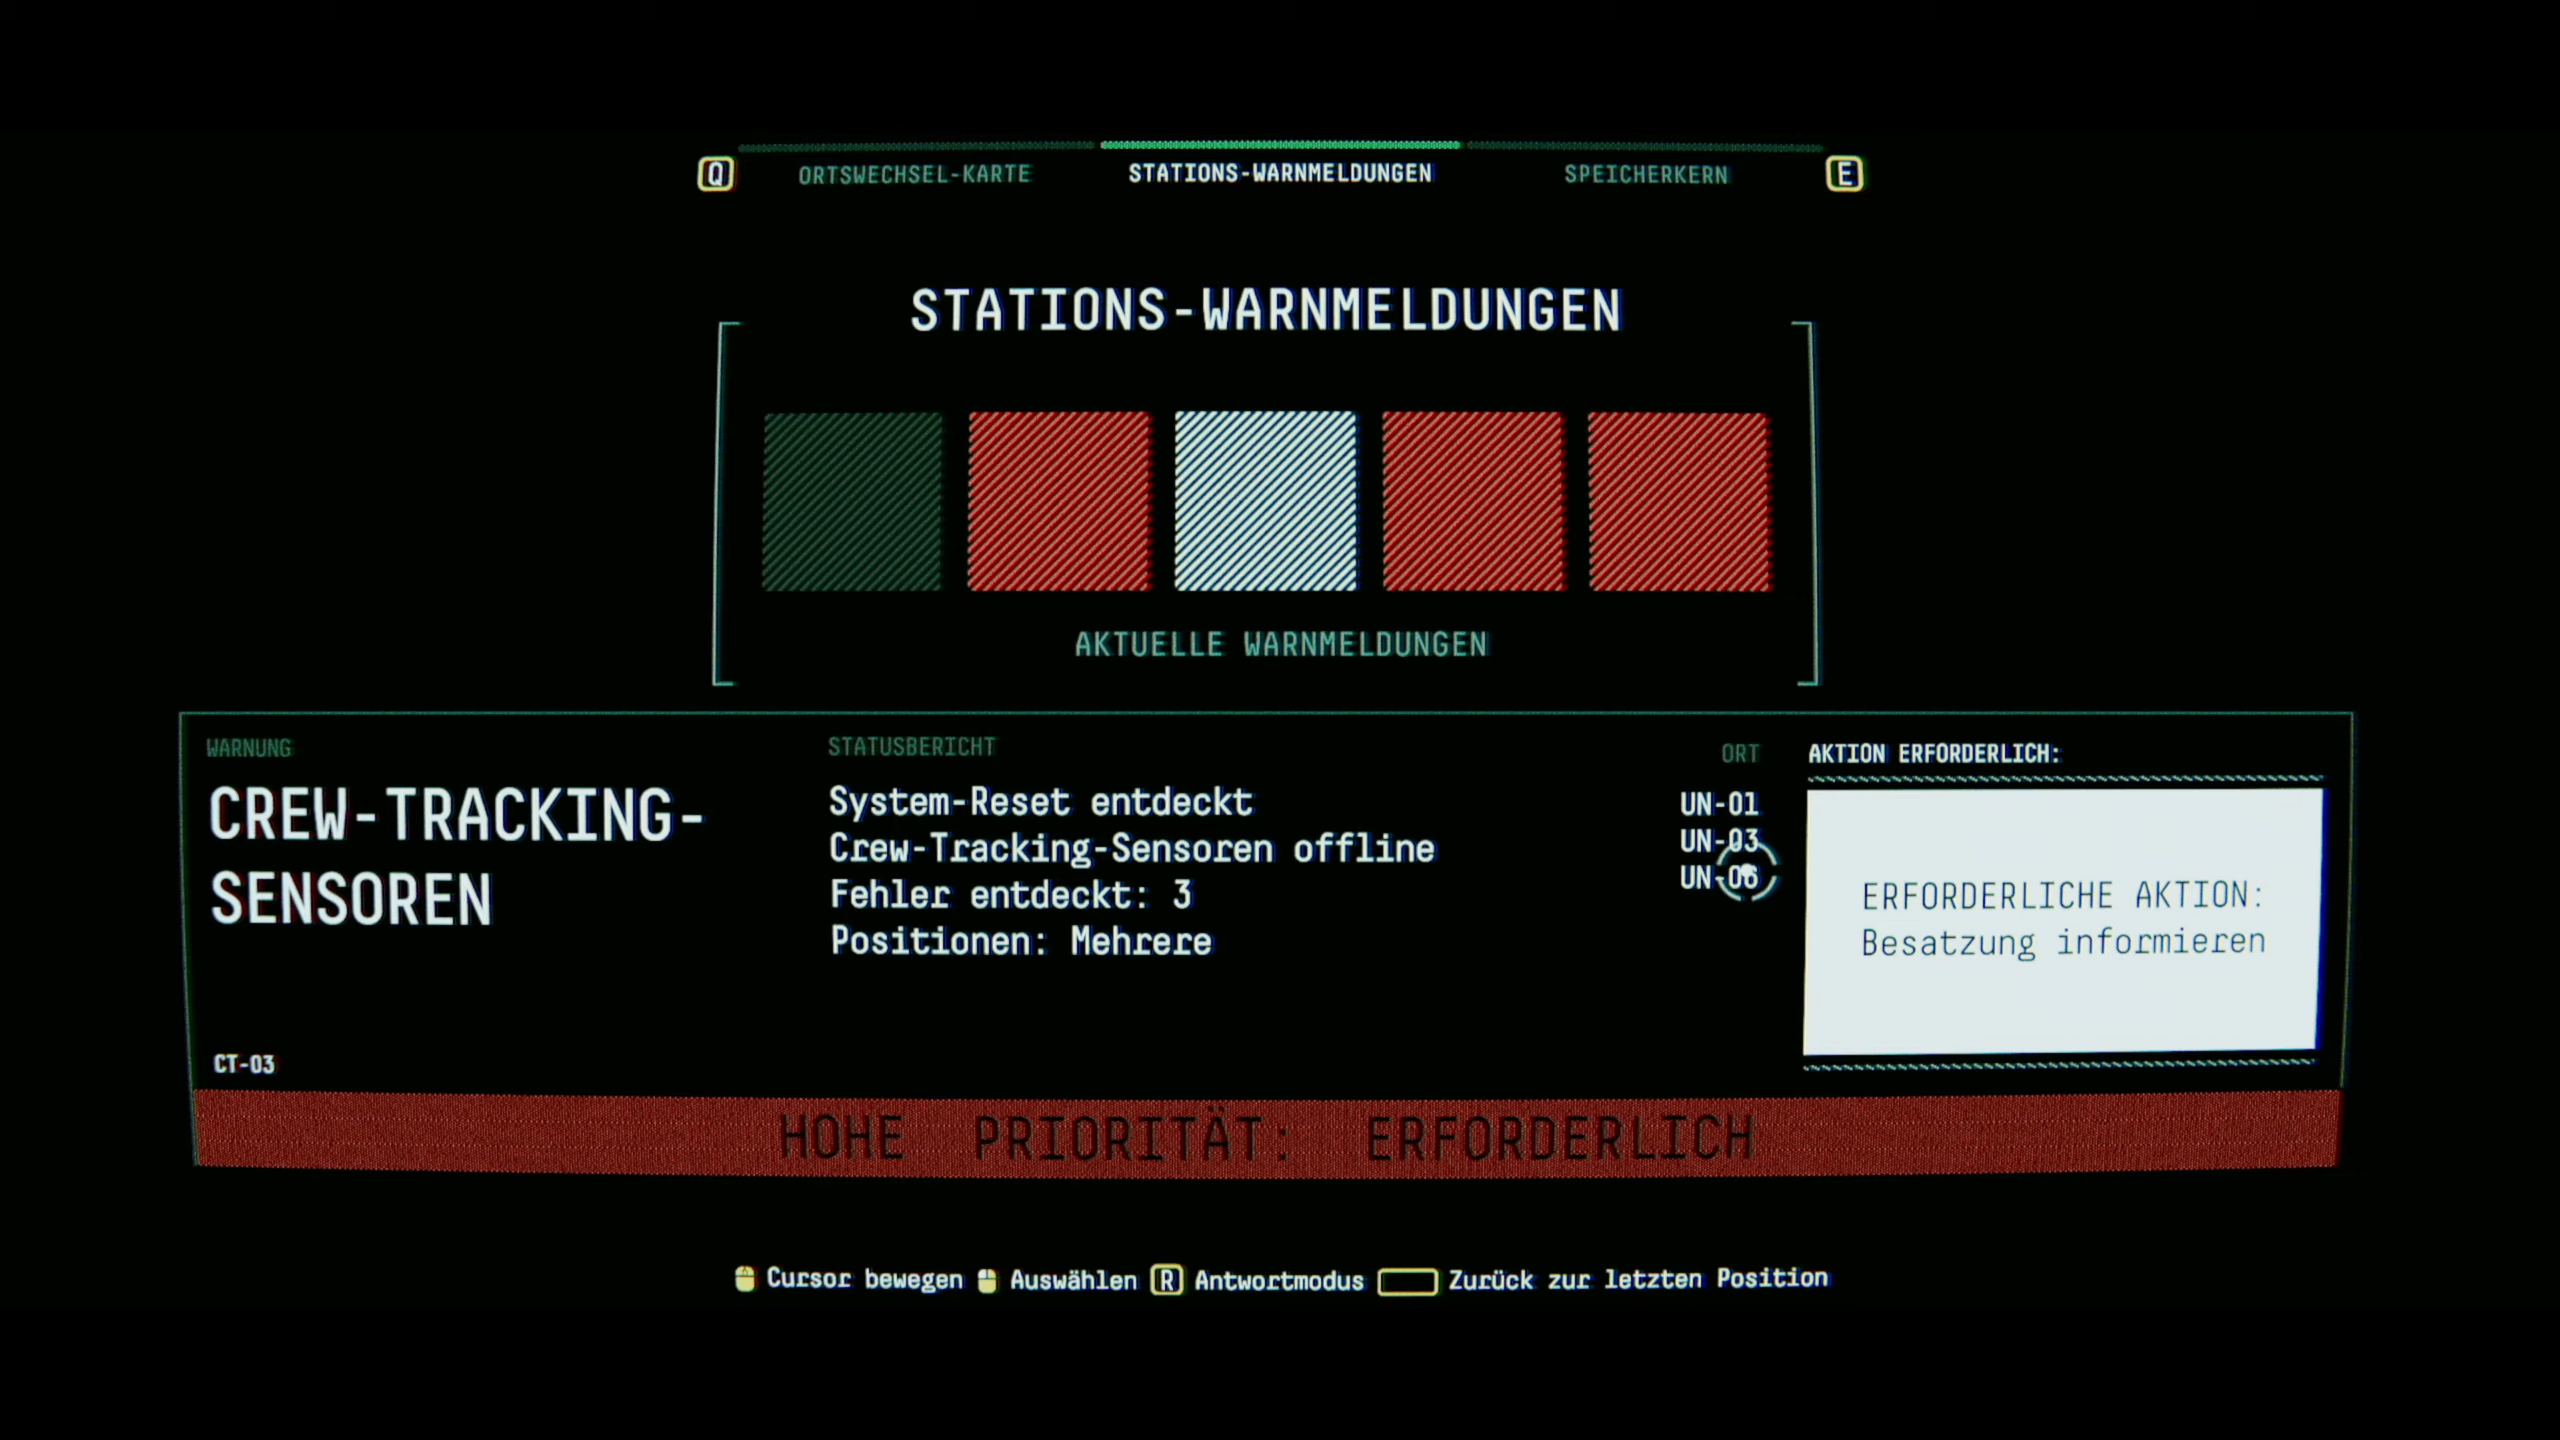 Q ORTSWECHSEL-KARTE STATIONS-WARNMELDUNGEN SPEICHERKERN E
STATIONS-WARNMELDUNGEN
AKTUELLE WARNMELDUNGEN
WARNUNG
CREW-TRACKING-
SENSOREN
CT-03
STATUSBERICHT
System-Reset entdeckt
Crew-Tracking-Sensoren offline
Fehler entdeckt: 3
Positionen: Mehrere
ORT
UN-01
UN-03
UN-06
AKTION ERFORDERLICH:
ERFORDERLICHE AKTION:
Besatzung informieren
HOHE PRIORITÄT: ERFORDERLICH
Cursor bewegen Auswählen R Antwortmodus Zurück zur letzten Position